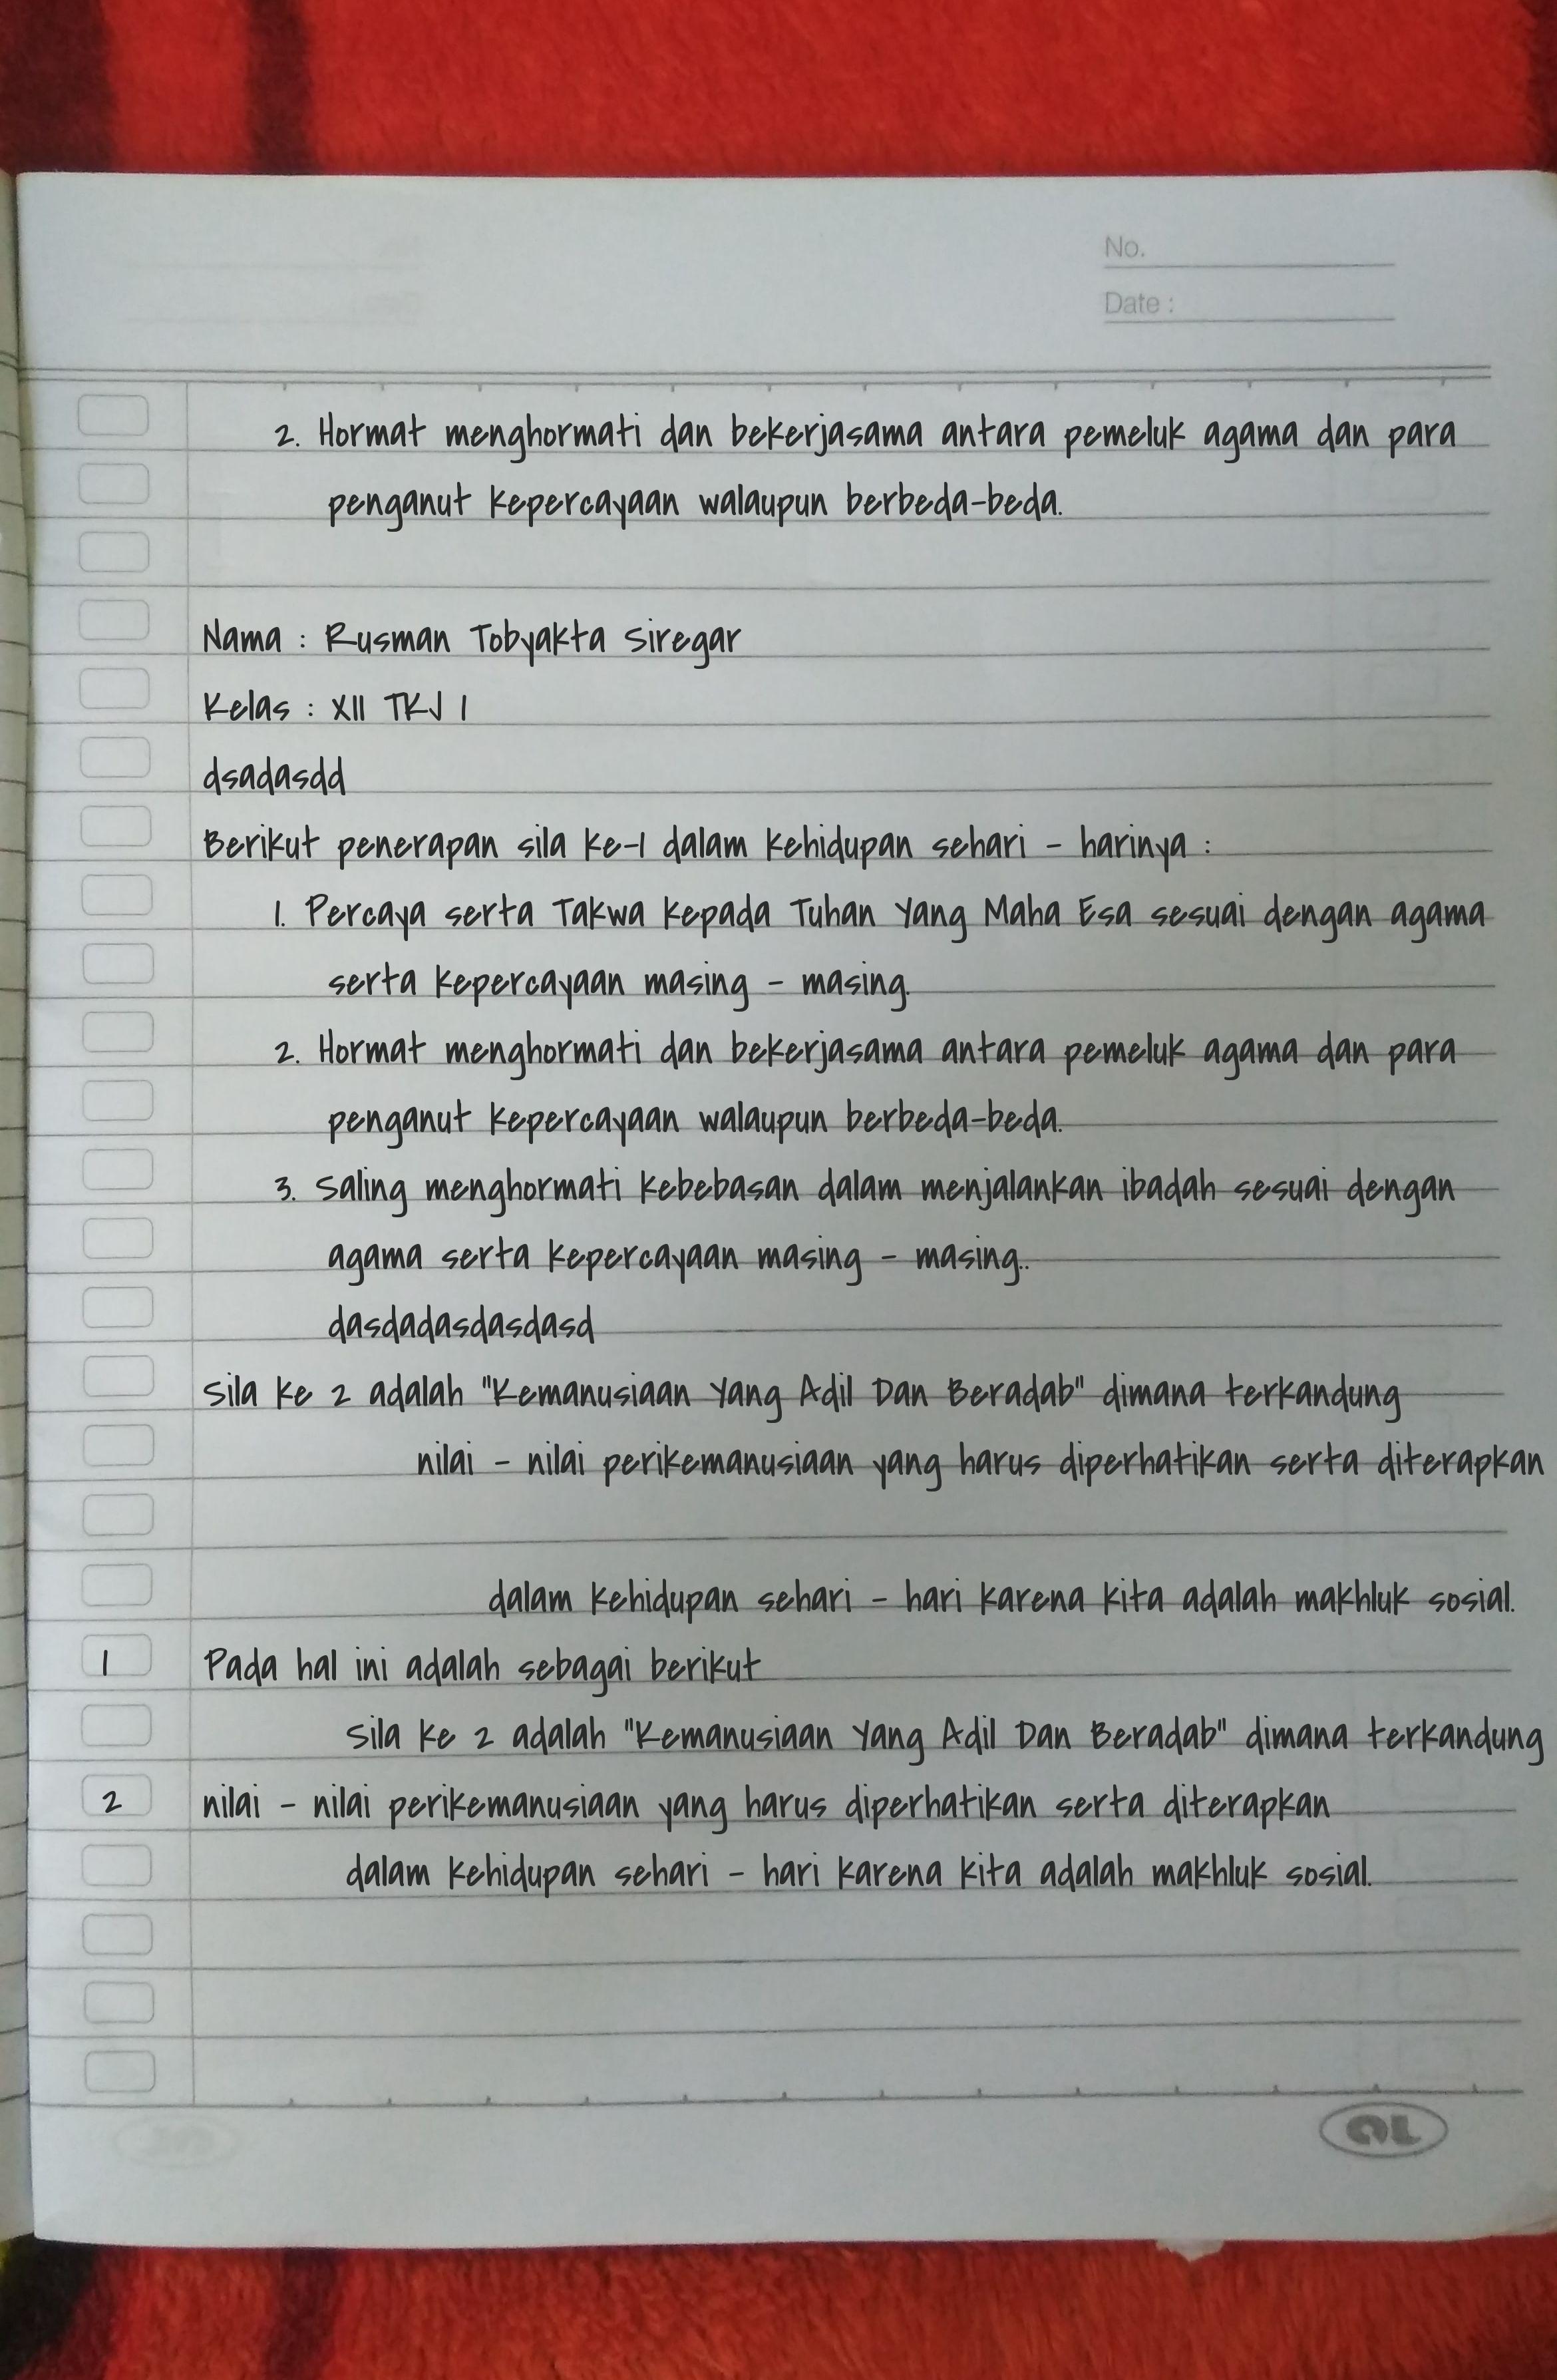 No.
Date :
2. Hormat menghormati dan bekerjasama antara pemeluk agama dan para
penganut kepercayaan walaupun berbeda-beda.
Nama : Rusman Tobyakta Siregar
Kelas : XII TKJ 1
dsadasdd
Berikut penerapan sila ke-1 dalam kehidupan sehari - harinya :
1. Percaya serta Takwa kepada Tuhan Yang Maha Esa sesuai dengan agama
serta kepercayaan masing - masing.
2. Hormat menghormati dan bekerjasama antara pemeluk agama dan para
penganut kepercayaan walaupun berbeda-beda.
3. Saling menghormati kebebasan dalam menjalankan ibadah sesuai dengan
agama serta kepercayaan masing - masing..
dasdadasdasdasd
Sila ke 2 adalah "Kemanusiaan Yang Adil Dan Beradab" dimana terkandung
nilai - nilai perikemanusiaan yang harus diperhatikan serta diterapkan
dalam kehidupan sehari - hari karena kita adalah makhluk sosial.
1 Pada hal ini adalah sebagai berikut
Sila ke 2 adalah "Kemanusiaan Yang Adil Dan Beradab" dimana terkandung
2 nilai - nilai perikemanusiaan yang harus diperhatikan serta diterapkan
dalam kehidupan sehari - hari karena kita adalah makhluk sosial.